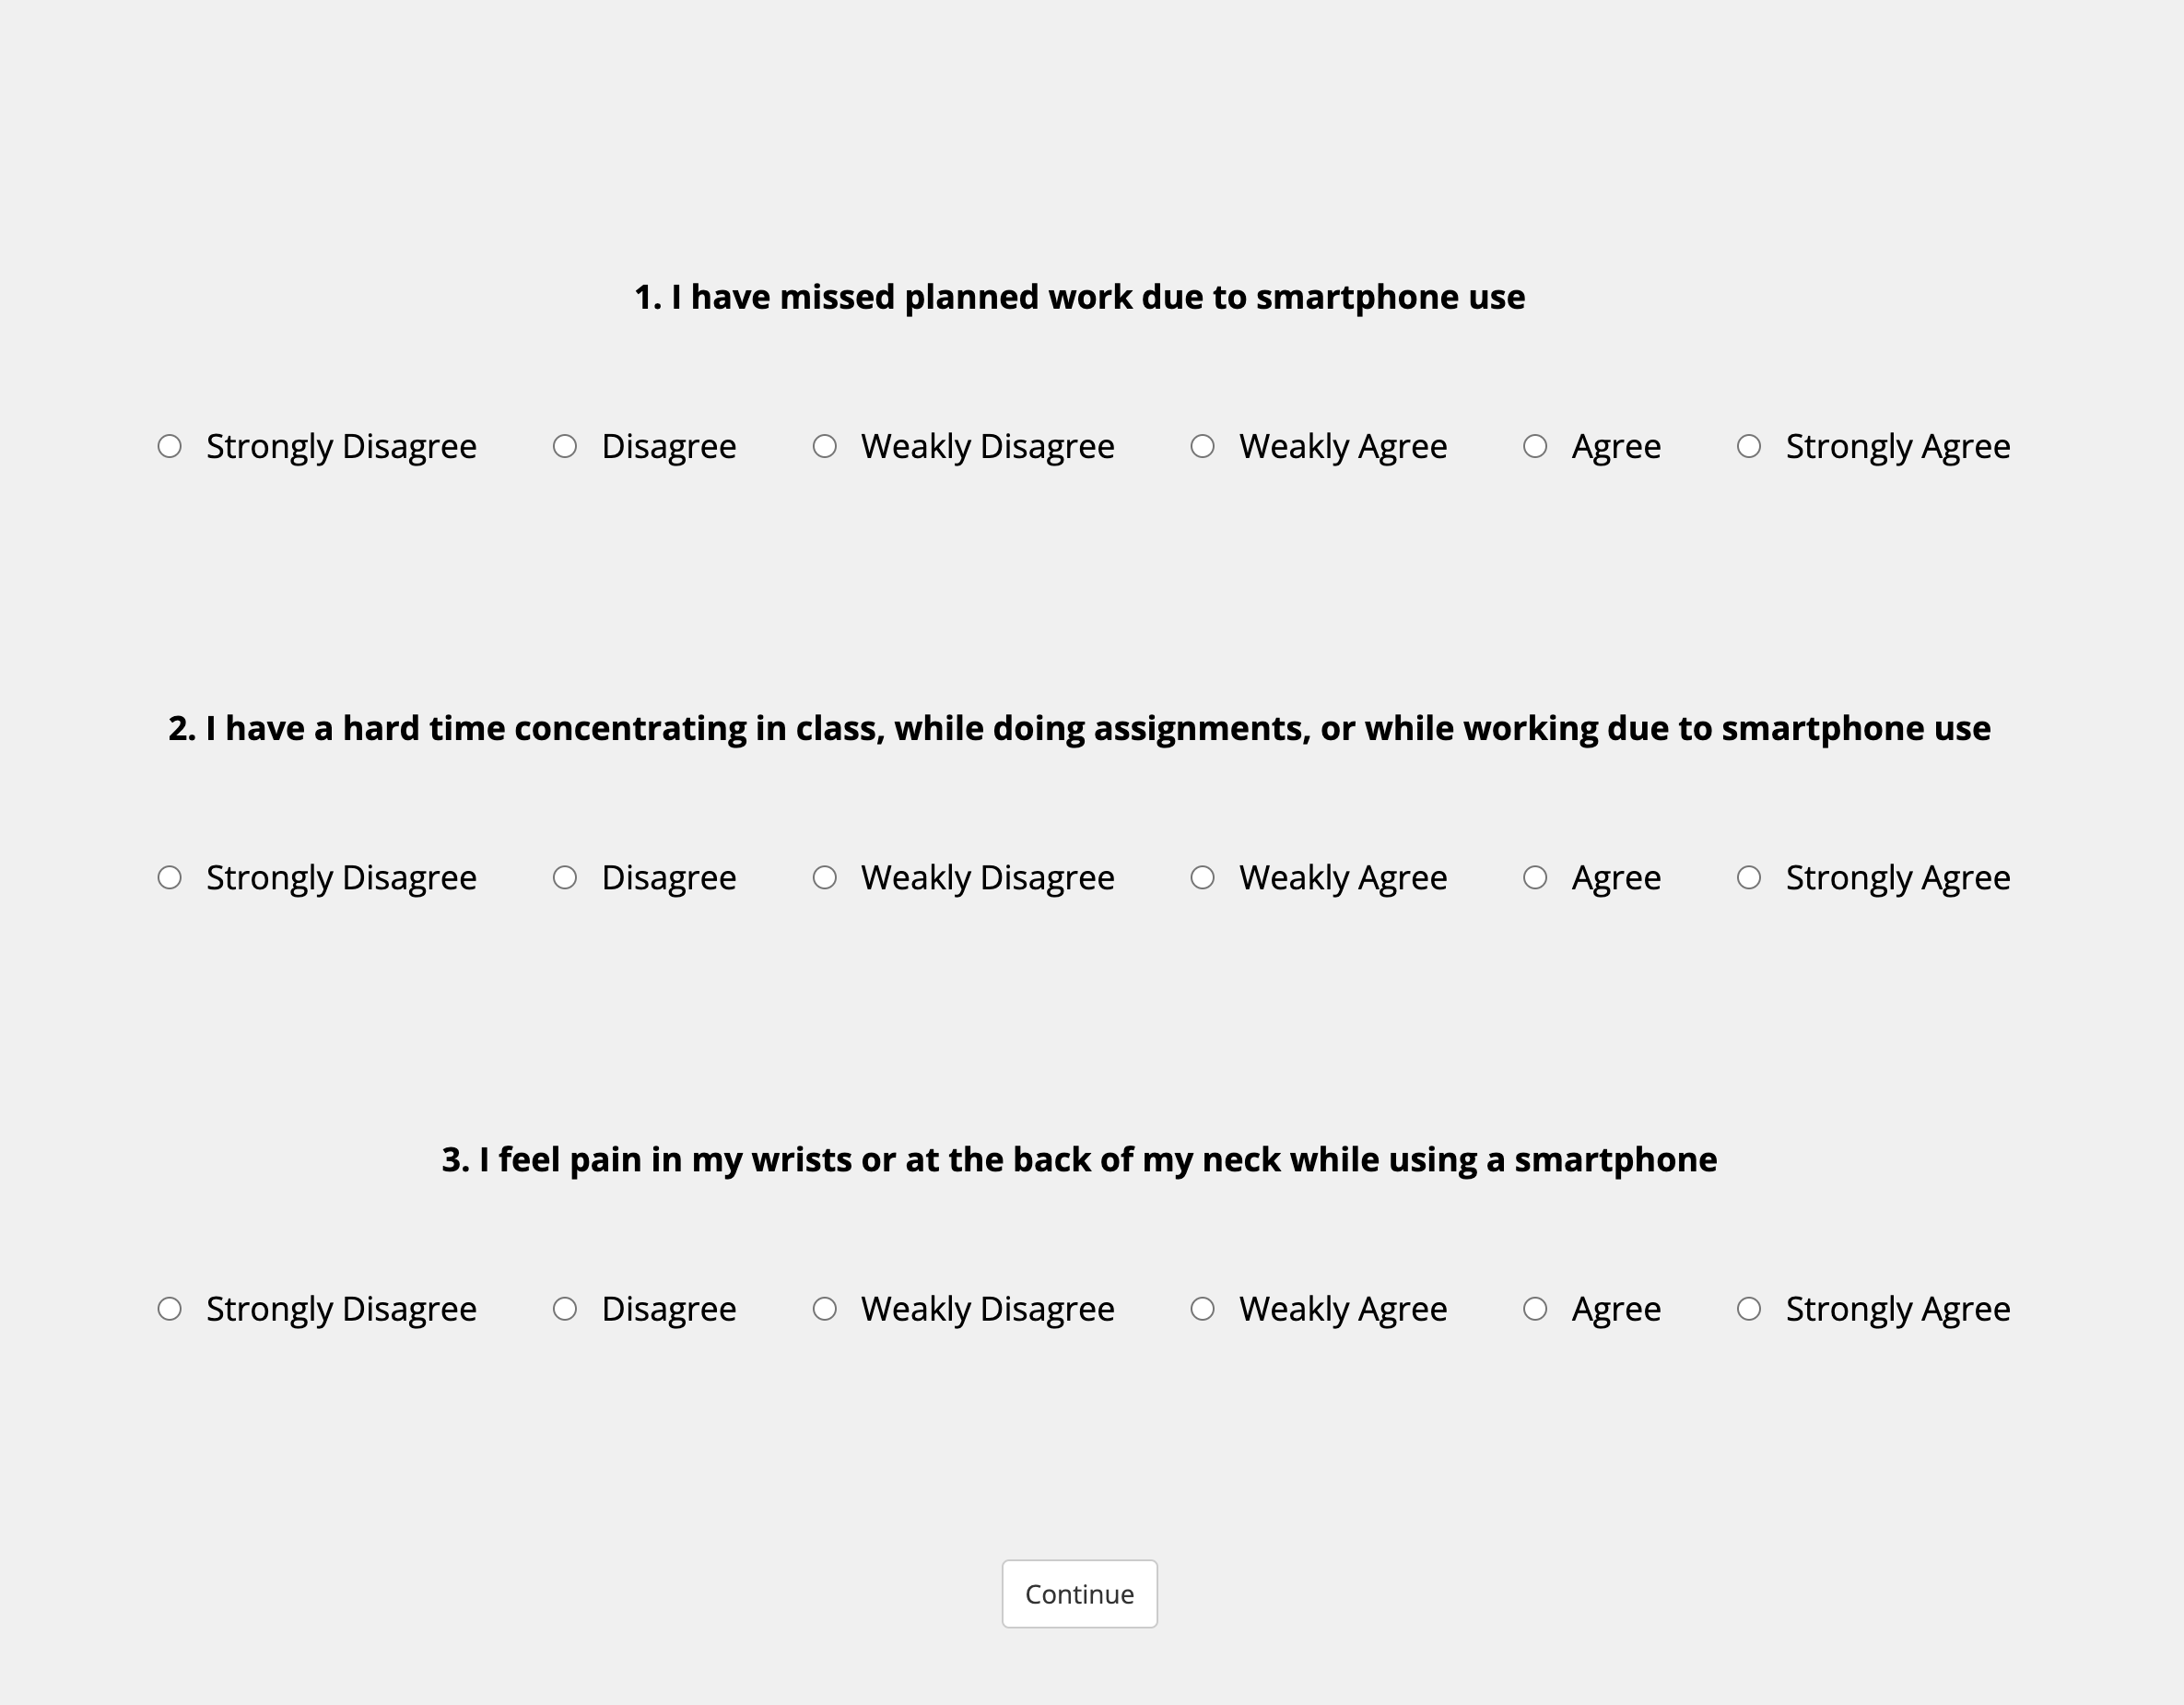 1. I have missed planned work due to smartphone use
Strongly Disagree Disagree Weakly Disagree Weakly Agree Agree Strongly Agree
2. I have a hard time concentrating in class, while doing assignments, or while working due to smartphone use
Strongly Disagree Disagree Weakly Disagree Weakly Agree Agree Strongly Agree
3. I feel pain in my wrists or at the back of my neck while using a smartphone
Strongly Disagree Disagree Weakly Disagree Weakly Agree Agree Strongly Agree
Continue